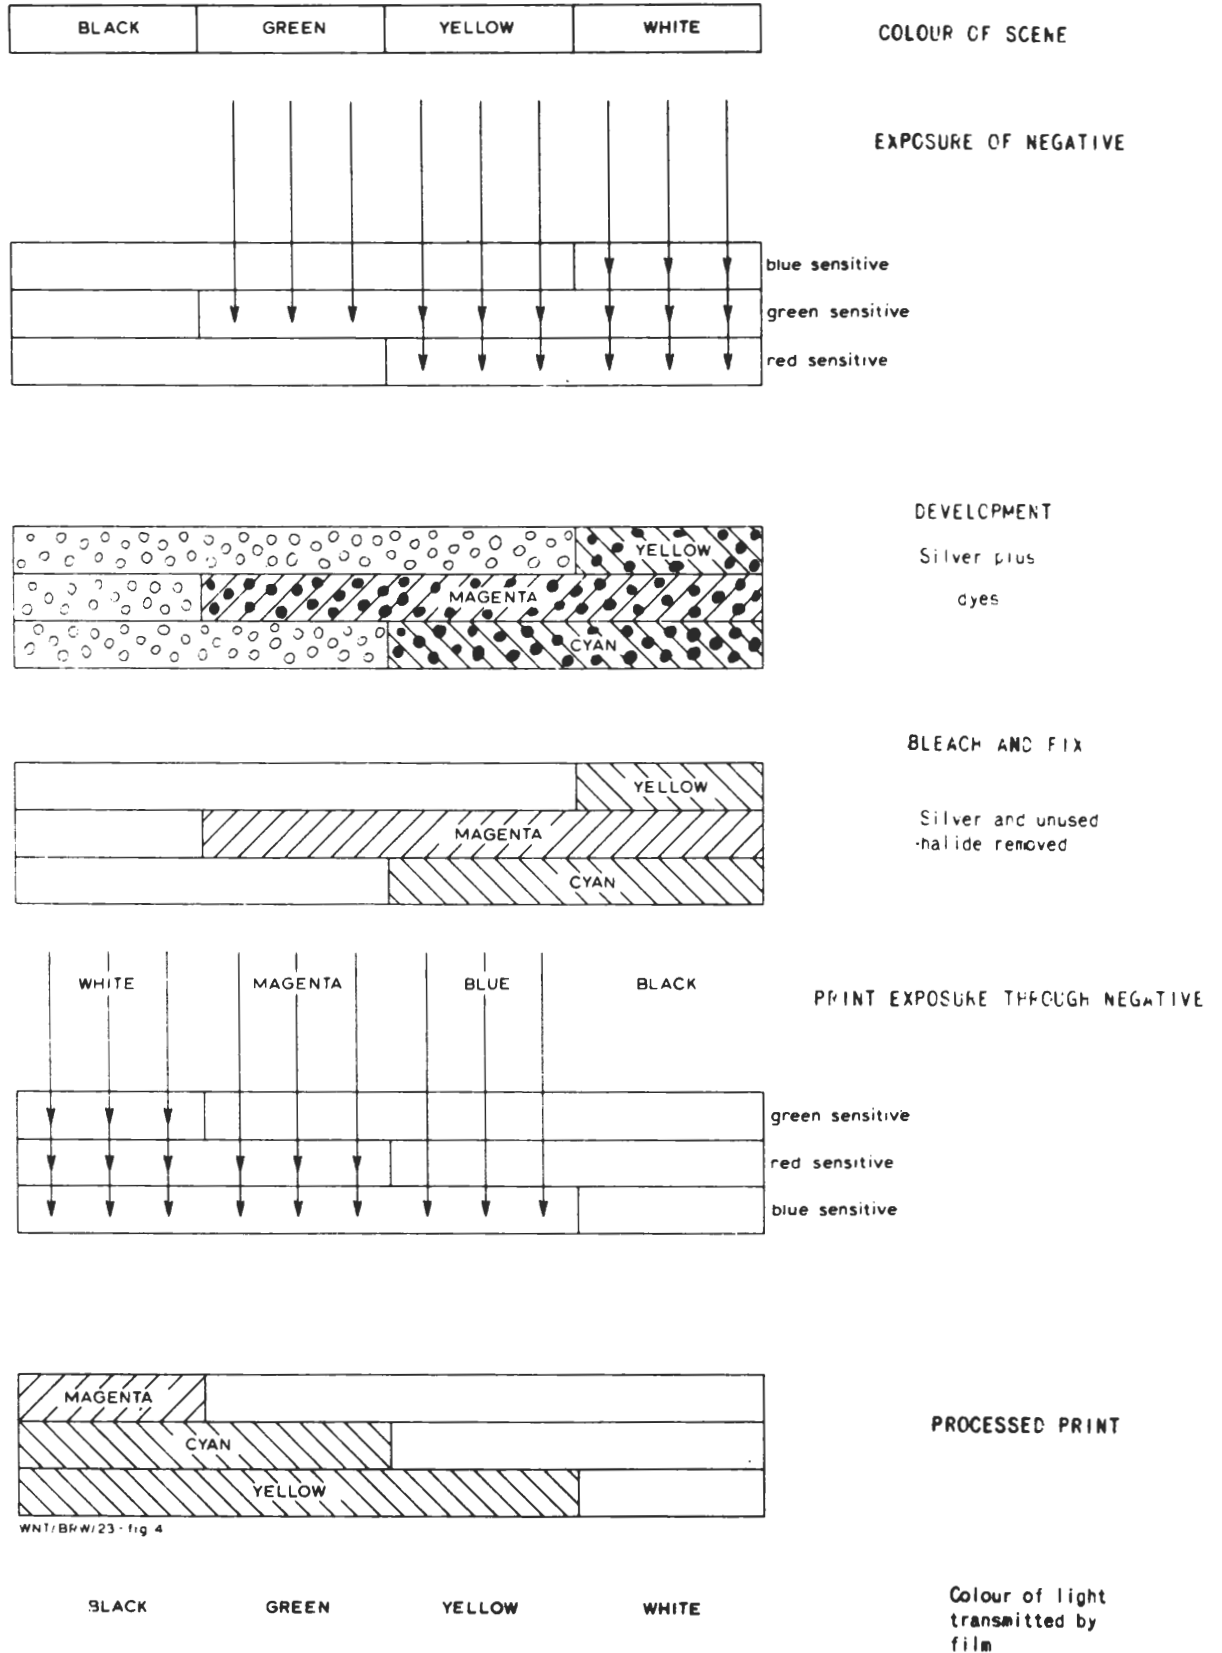 BLACK GREEN YELLOW WHITE COLOUR OF SCENE
EXPOSURE OF NEGATIVE
blue sensitive
green sensitive
red sensitive
DEVELOPMENT
YELLOW Silver plus
MAGENTA dyes
CYAN
BLEACH AND FIX
YELLOW
MAGENTA Silver and unused
CYAN halide removed
WHITE MAGENTA BLUE BLACK PRINT EXPOSURE THROUGH NEGATIVE
green sensitive
red sensitive
blue sensitive
MAGENTA
CYAN PROCESSED PRINT
YELLOW
WNT/BRW/23 - fig 4
BLACK GREEN YELLOW WHITE Colour of light
transmitted by
film